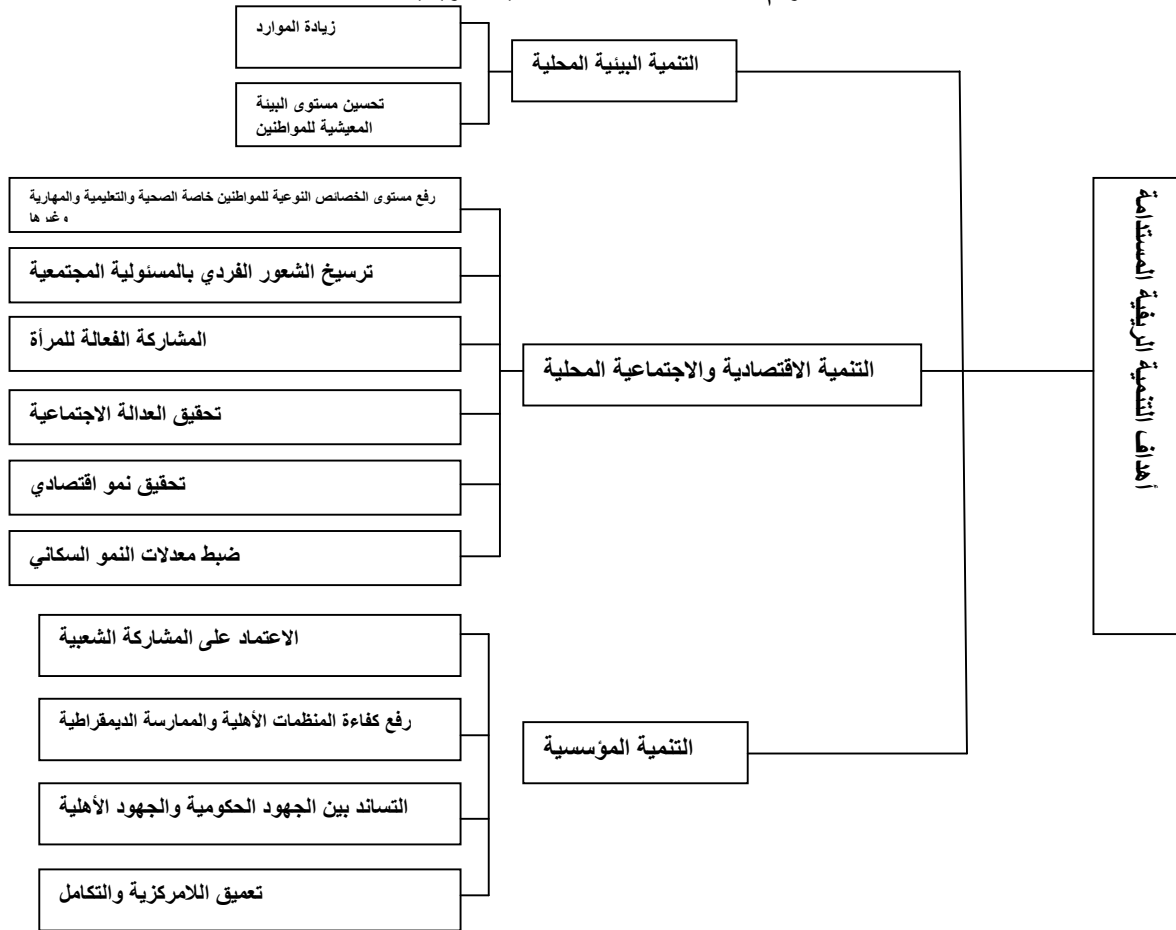 أهداف التنمية الريفية المستدامة
التنمية البيئية المحلية
زيادة الموارد
تحسين مستوى البيئة
المعيشية للمواطنين
التنمية الاقتصادية والاجتماعية المحلية
رفع مستوى الخصائص النوعية للمواطنين خاصة الصحية والتعليمية والمهارية
وغيرها
ترسيخ الشعور الفردي بالمسئولية المجتمعية
المشاركة الفعالة للمرأة
تحقيق العدالة الاجتماعية
تحقيق نمو اقتصادي
ضبط معدلات النمو السكاني
التنمية المؤسسية
الاعتماد على المشاركة الشعبية
رفع كفاءة المنظمات الأهلية والممارسة الديمقراطية
التساند بين الجهود الحكومية والجهود الأهلية
تعميق اللامركزية والتكامل